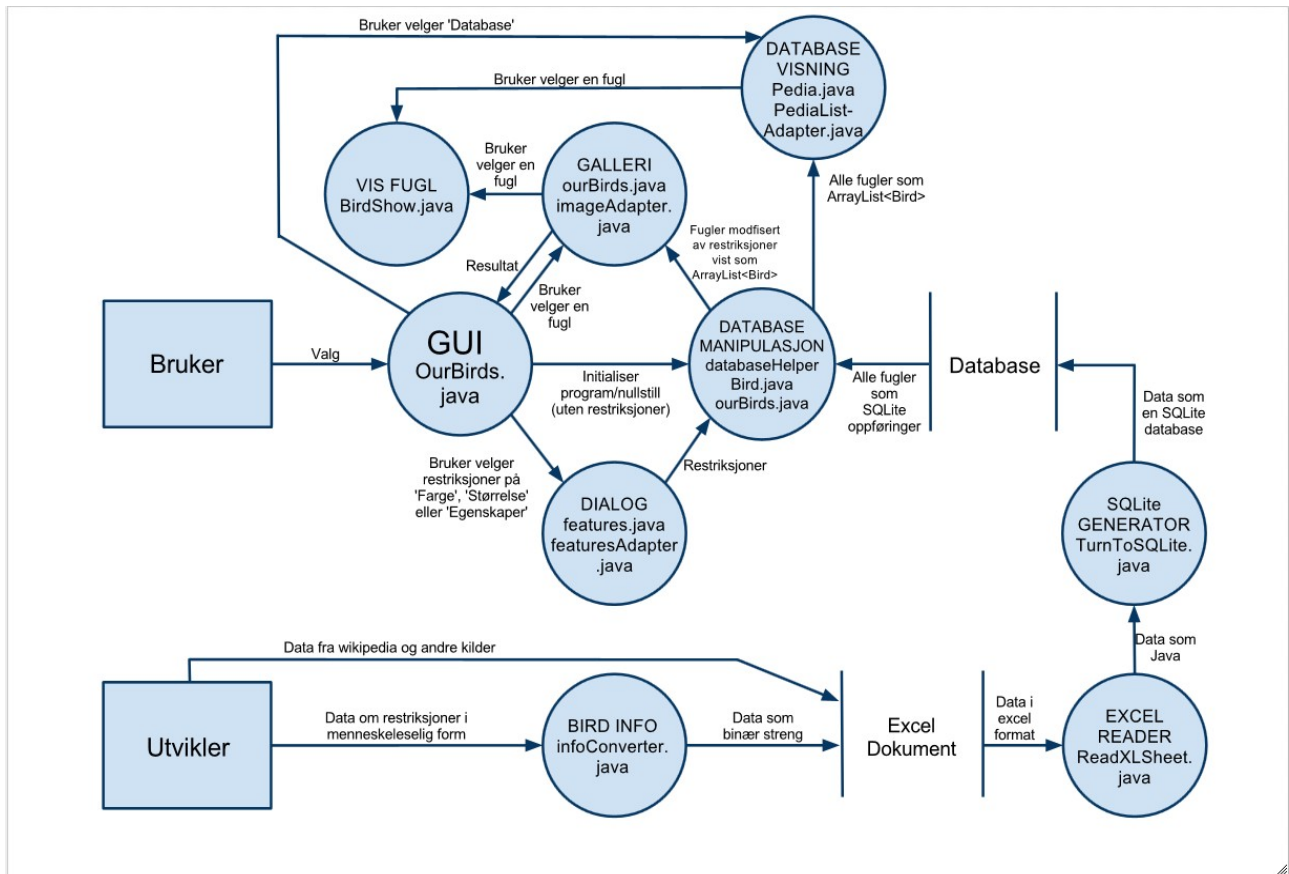 Bruker velger 'Database'
DATABASE
VISNING
Pedia.java
PediaList-
Adapter.java
Bruker velger en fugl
VIS FUGL
BirdShow.java
Bruker
velger en
fugl
GALLERI
ourBirds.java
imageAdapter.
java
Alle fugler som
ArrayList<Bird>
Fugler modfisert
av restriksjoner
vist som
ArrayList<Bird>
Resultat
Bruker
velger en
fugl
Bruker
Valg
GUI
OurBirds.
java
Initialiser
program/nullstill
(uten restriksjoner)
DATABASE
MANIPULASJON
databaseHelper
Bird.java
ourBirds.java
Alle fugler
som
SQLite
oppføringer
Database
Data som
en SQLite
database
Bruker velger
restriksjoner på
'Farge', 'Størrelse'
eller 'Egenskaper'
Restriksjoner
DIALOG
features.java
featuresAdapter
.java
SQLite
GENERATOR
TurnToSQLite.
java
Data som
Java
Data fra wikipedia og andre kilder
Utvikler
Data om restriksjoner i
menneskeleselig form
BIRD INFO
infoConverter.
java
Data som
binær streng
Excel
Dokument
Data i
excel
format
EXCEL
READER
ReadXLSheet.
java